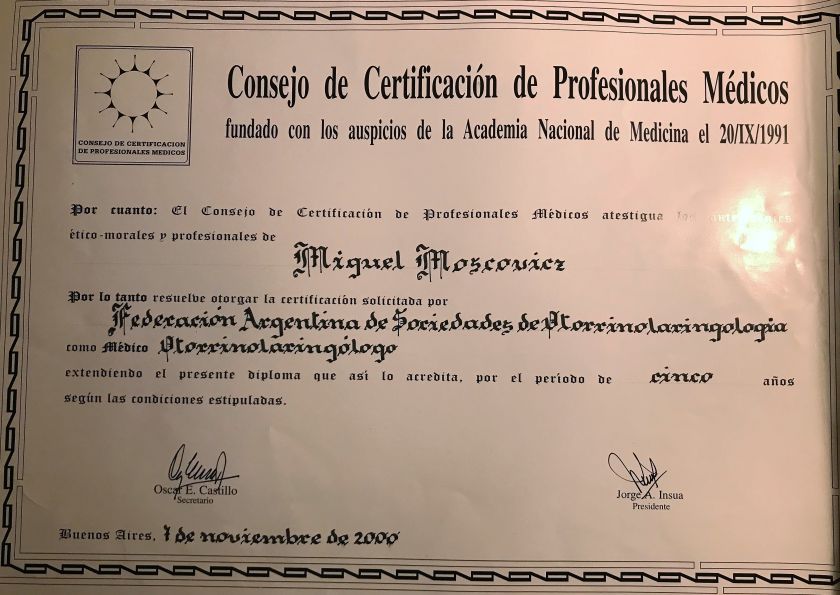 CONSEJO DE CERTIFICACION
DE PROFESIONALES MEDICOS
Consejo de Certificación de Profesionales Médicos
fundado con los auspicios de la Academia Nacional de Medicina el 20/IX/1991
Por cuanto: El Consejo de Certificación de Profesionales Médicos atestigua los antecedentes
ético-morales y profesionales de
Miguel Moscovicz
Por lo tanto resuelve otorgar la certificación solicitada por
Federación Argentina de Sociedades de Otorrinolaringología
como Médico Otorrinolaringólogo
extendiendo el presente diploma que así lo acredita, por el período de cinco años
según las condiciones estipuladas.
Oscar E. Castillo
Secretario
Jorge A. Insua
Presidente
Buenos Aires, 7 de noviembre de 2000